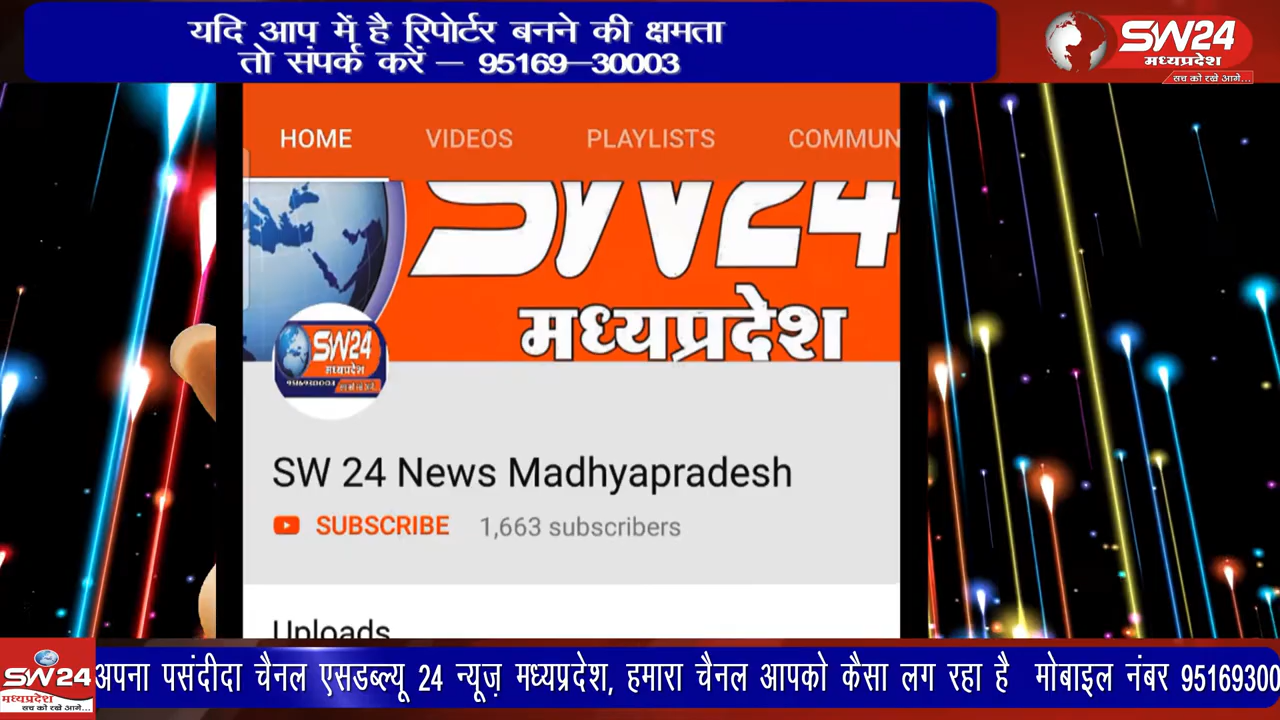 यदि आप में है रिपोर्टर बनने की क्षमता
तो संपर्क करें – 95169–30003
SW24
मध्यप्रदेश
सच को रखे आगे...
HOME VIDEOS PLAYLISTS COMMUN
SW24
मध्यप्रदेश
SW24
मध्यप्रदेश
9516930003
SW 24 News Madhyapradesh
SUBSCRIBE 1,663 subscribers
Uploads
SW24
मध्यप्रदेश
सच को रखे आगे...
अपना पसंदीदा चैनल एसडब्ल्यू 24 न्यूज़ मध्यप्रदेश, हमारा चैनल आपको कैसा लग रहा है मोबाइल नंबर 95169300